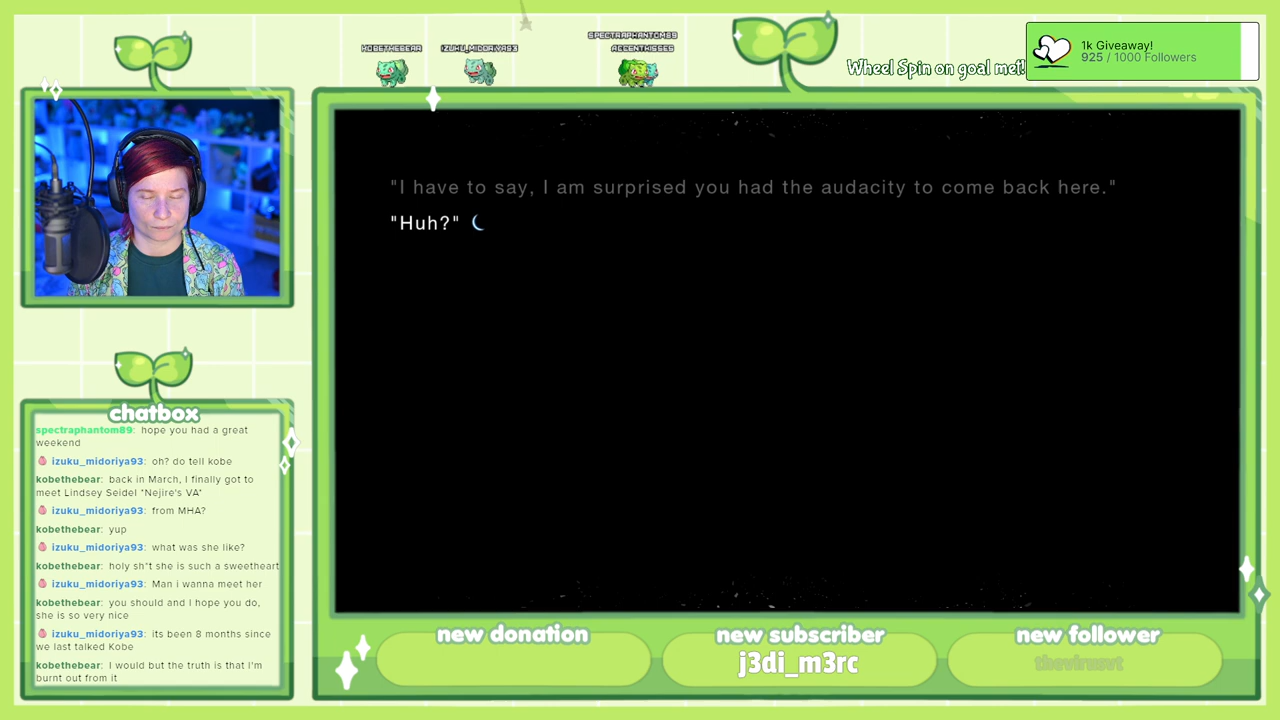 KOBETHEBEAR
IZUKU_MIDORIYA93
SPECTRAPHANTOM89
ACCENTMISSES
Wheel Spin on goal met!
1k Giveaway!
925 / 1000 Followers
"I have to say, I am surprised you had the audacity to come back here."
"Huh?"
chatbox
spectraphantom89: hope you had a great
weekend
izuku_midoriya93: oh? do tell kobe
kobethebear: back in March, I finally got to
meet Lindsey Seidel *Nejire's VA*
izuku_midoriya93: from MHA?
kobethebear: yup
izuku_midoriya93: what was she like?
kobethebear: holy sh*t she is such a sweetheart
izuku_midoriya93: Man i wanna meet her
kobethebear: you should and I hope you do,
she is so very nice
izuku_midoriya93: its been 8 months since
we last talked Kobe
kobethebear: I would but the truth is that I'm
burnt out from it
new donation
new subscriber
j3di_m3rc
new follower